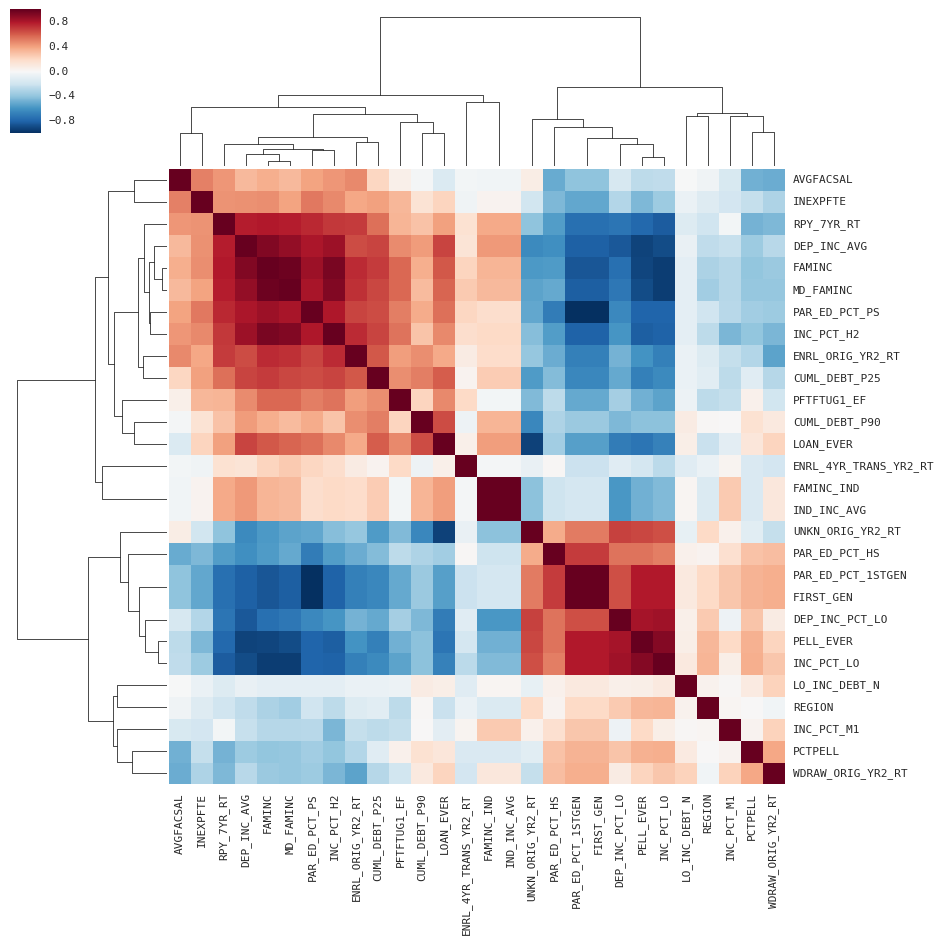 0.8
0.4
0.0
−0.4
−0.8
AVGFACSAL
INEXPFTE
RPY_7YR_RT
DEP_INC_AVG
FAMINC
MD_FAMINC
PAR_ED_PCT_PS
INC_PCT_H2
ENRL_ORIG_YR2_RT
CUML_DEBT_P25
PFTFTUG1_EF
CUML_DEBT_P90
LOAN_EVER
ENRL_4YR_TRANS_YR2_RT
FAMINC_IND
IND_INC_AVG
UNKN_ORIG_YR2_RT
PAR_ED_PCT_HS
PAR_ED_PCT_1STGEN
FIRST_GEN
DEP_INC_PCT_LO
PELL_EVER
INC_PCT_LO
LO_INC_DEBT_N
REGION
INC_PCT_M1
PCTPELL
WDRAW_ORIG_YR2_RT
AVGFACSAL
INEXPFTE
RPY_7YR_RT
DEP_INC_AVG
FAMINC
MD_FAMINC
PAR_ED_PCT_PS
INC_PCT_H2
ENRL_ORIG_YR2_RT
CUML_DEBT_P25
PFTFTUG1_EF
CUML_DEBT_P90
LOAN_EVER
ENRL_4YR_TRANS_YR2_RT
FAMINC_IND
IND_INC_AVG
UNKN_ORIG_YR2_RT
PAR_ED_PCT_HS
PAR_ED_PCT_1STGEN
FIRST_GEN
DEP_INC_PCT_LO
PELL_EVER
INC_PCT_LO
LO_INC_DEBT_N
REGION
INC_PCT_M1
PCTPELL
WDRAW_ORIG_YR2_RT